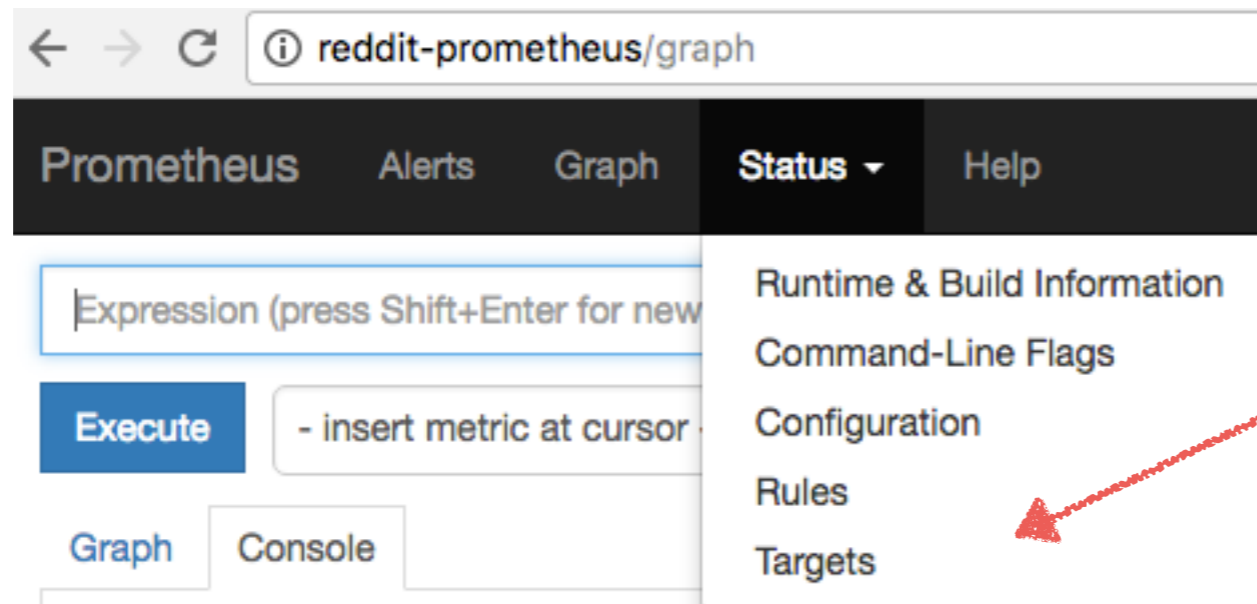 reddit-prometheus/graph
Prometheus Alerts Graph Status Help
Expression (press Shift+Enter for new
Runtime & Build Information
Command-Line Flags
Execute - insert metric at cursor -
Configuration
Rules
Graph Console
Targets